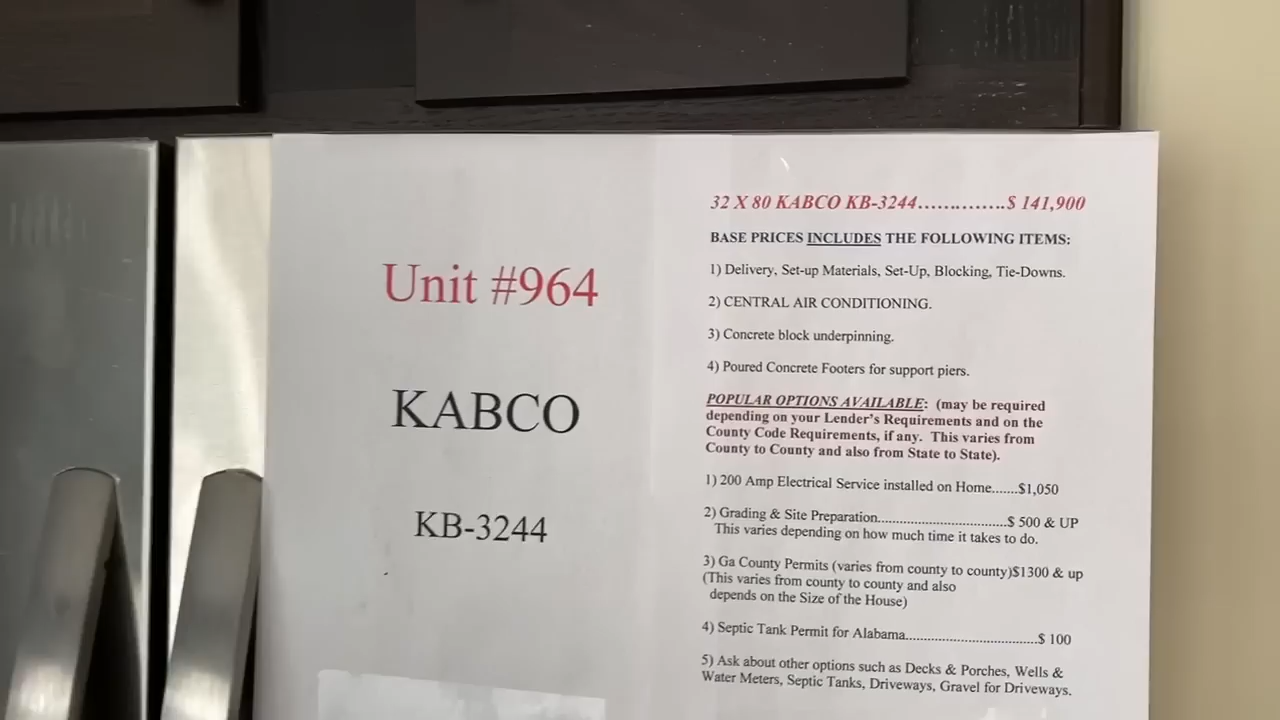 Unit #964
KABCO
KB-3244
32 X 80 KABCO KB-3244..............$ 141,900
BASE PRICES INCLUDES THE FOLLOWING ITEMS:
1) Delivery, Set-up Materials, Set-Up, Blocking, Tie-Downs.
2) CENTRAL AIR CONDITIONING.
3) Concrete block underpinning.
4) Poured Concrete Footers for support piers.
POPULAR OPTIONS AVAILABLE: (may be required
depending on your Lender's Requirements and on the
County Code Requirements, if any. This varies from
County to County and also from State to State).
1) 200 Amp Electrical Service installed on Home.......$1,050
2) Grading & Site Preparation......................................$ 500 & UP
This varies depending on how much time it takes to do.
3) Ga County Permits (varies from county to county)$1300 & up
(This varies from county to county and also
depends on the Size of the House)
4) Septic Tank Permit for Alabama.......................................$ 100
5) Ask about other options such as Decks & Porches, Wells &
Water Meters, Septic Tanks, Driveways, Gravel for Driveways.